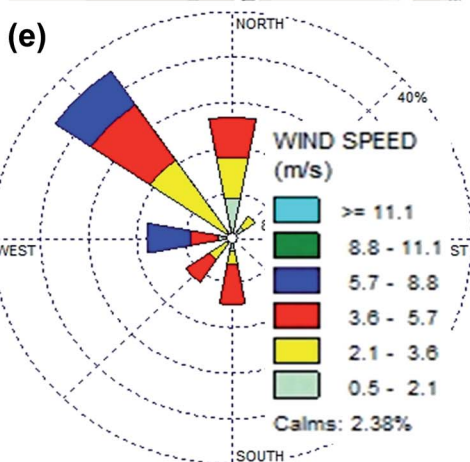 (e)
NORTH
40%
WIND SPEED
(m/s)
>= 11.1
WEST
8.8 - 11.1
ST
5.7 - 8.8
3.6 - 5.7
2.1 - 3.6
0.5 - 2.1
Calms: 2.38%
SOUTH